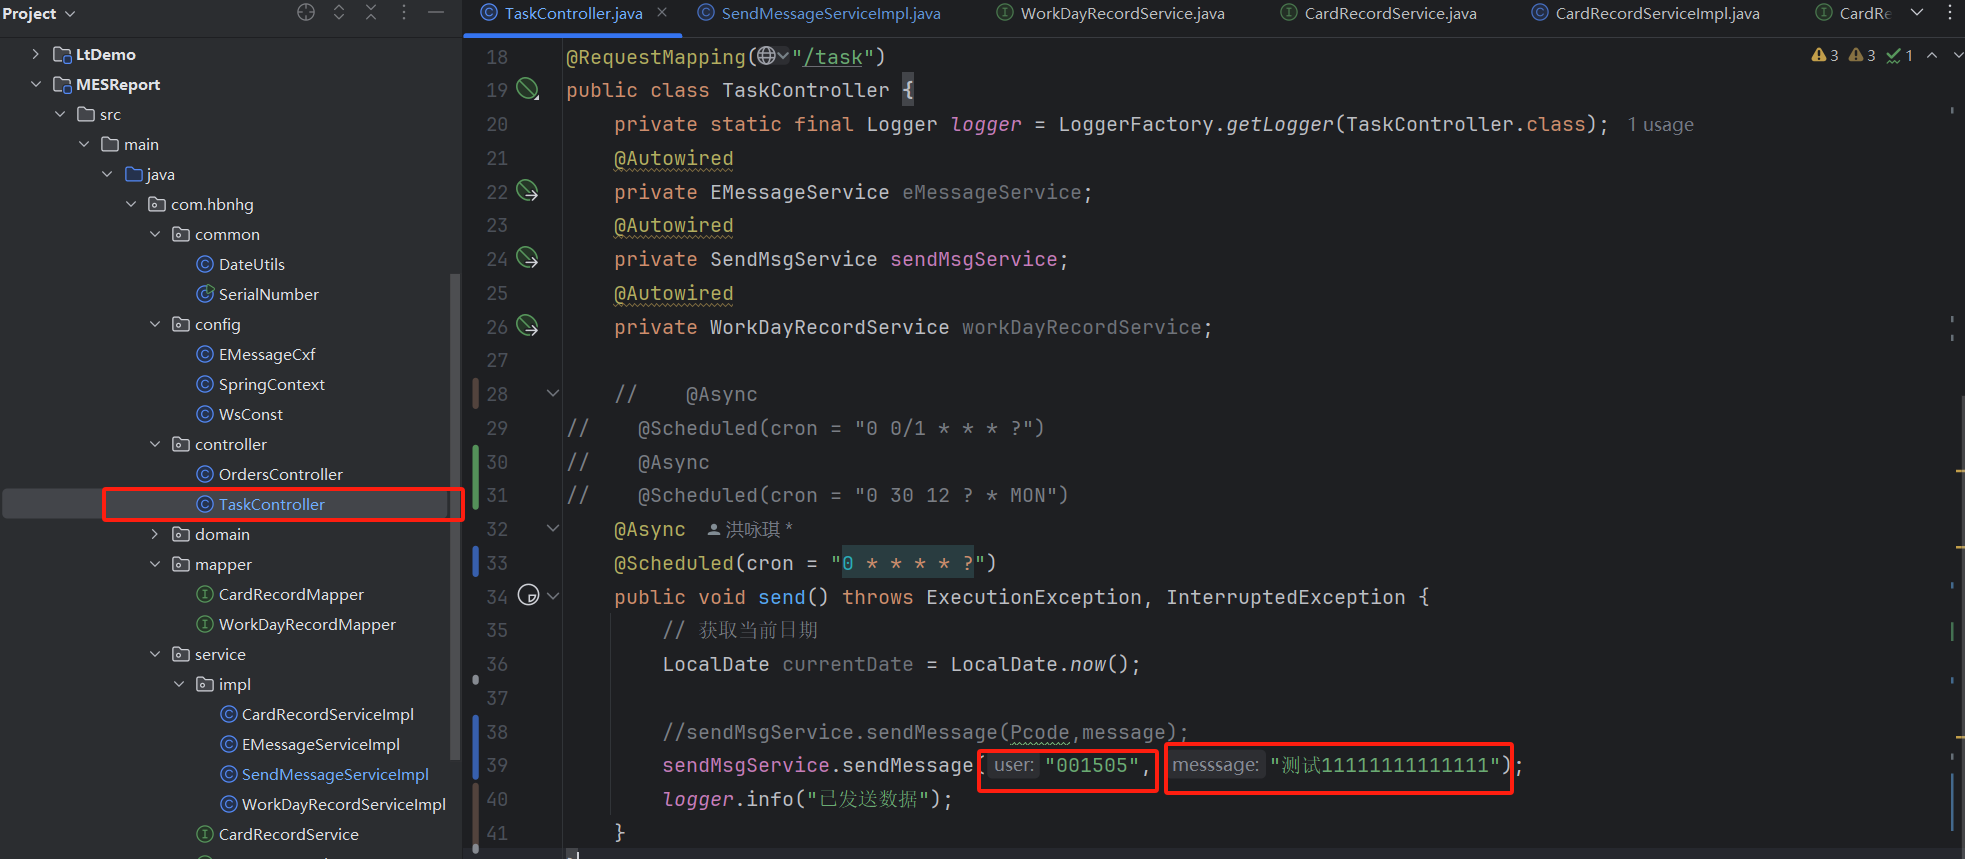 Project
LtDemo
MESReport
src
main
java
com.hbnhg
common
DateUtils
SerialNumber
config
EMessageCxf
SpringContext
WsConst
controller
OrdersController
TaskController
domain
mapper
CardRecordMapper
WorkDayRecordMapper
service
impl
CardRecordServiceImpl
EMessageServiceImpl
SendMessageServiceImpl
WorkDayRecordServiceImpl
CardRecordService
TaskController.java SendMessageServiceImpl.java WorkDayRecordService.java CardRecordService.java CardRecordServiceImpl.java CardRe
3 3 1
18 @RequestMapping("/task")
19 public class TaskController {
20 private static final Logger logger = LoggerFactory.getLogger(TaskController.class); 1 usage
21 @Autowired
22 private EMessageService eMessageService;
23 @Autowired
24 private SendMsgService sendMsgService;
25 @Autowired
26 private WorkDayRecordService workDayRecordService;
27
28 // @Async
29 // @Scheduled(cron = "0 0/1 * * * ?")
30 // @Async
31 // @Scheduled(cron = "0 30 12 ? * MON")
32 @Async 洪咏琪 *
33 @Scheduled(cron = "0 * * * * ?")
34 public void send() throws ExecutionException, InterruptedException {
35 // 获取当前日期
36 LocalDate currentDate = LocalDate.now();
37
38 //sendMsgService.sendMessage(Pcode,message);
39 sendMsgService.sendMessage( user: "001505", messsage: "测试11111111111111");
40 logger.info("已发送数据");
41 }